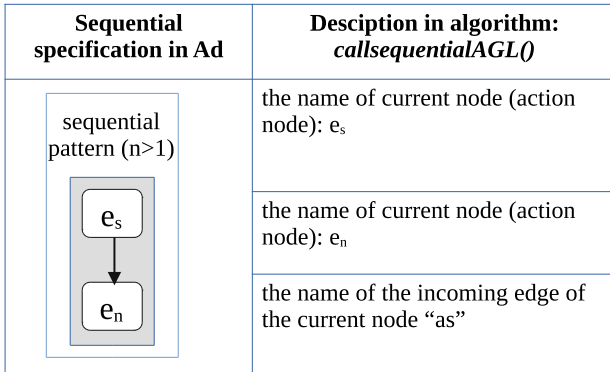 Sequential
specification in Ad
Desciption in algorithm:
callsequentialAGL()
sequential
pattern (n>1)
es
en
the name of current node (action
node): es
the name of current node (action
node): en
the name of the incoming edge of
the current node “as”